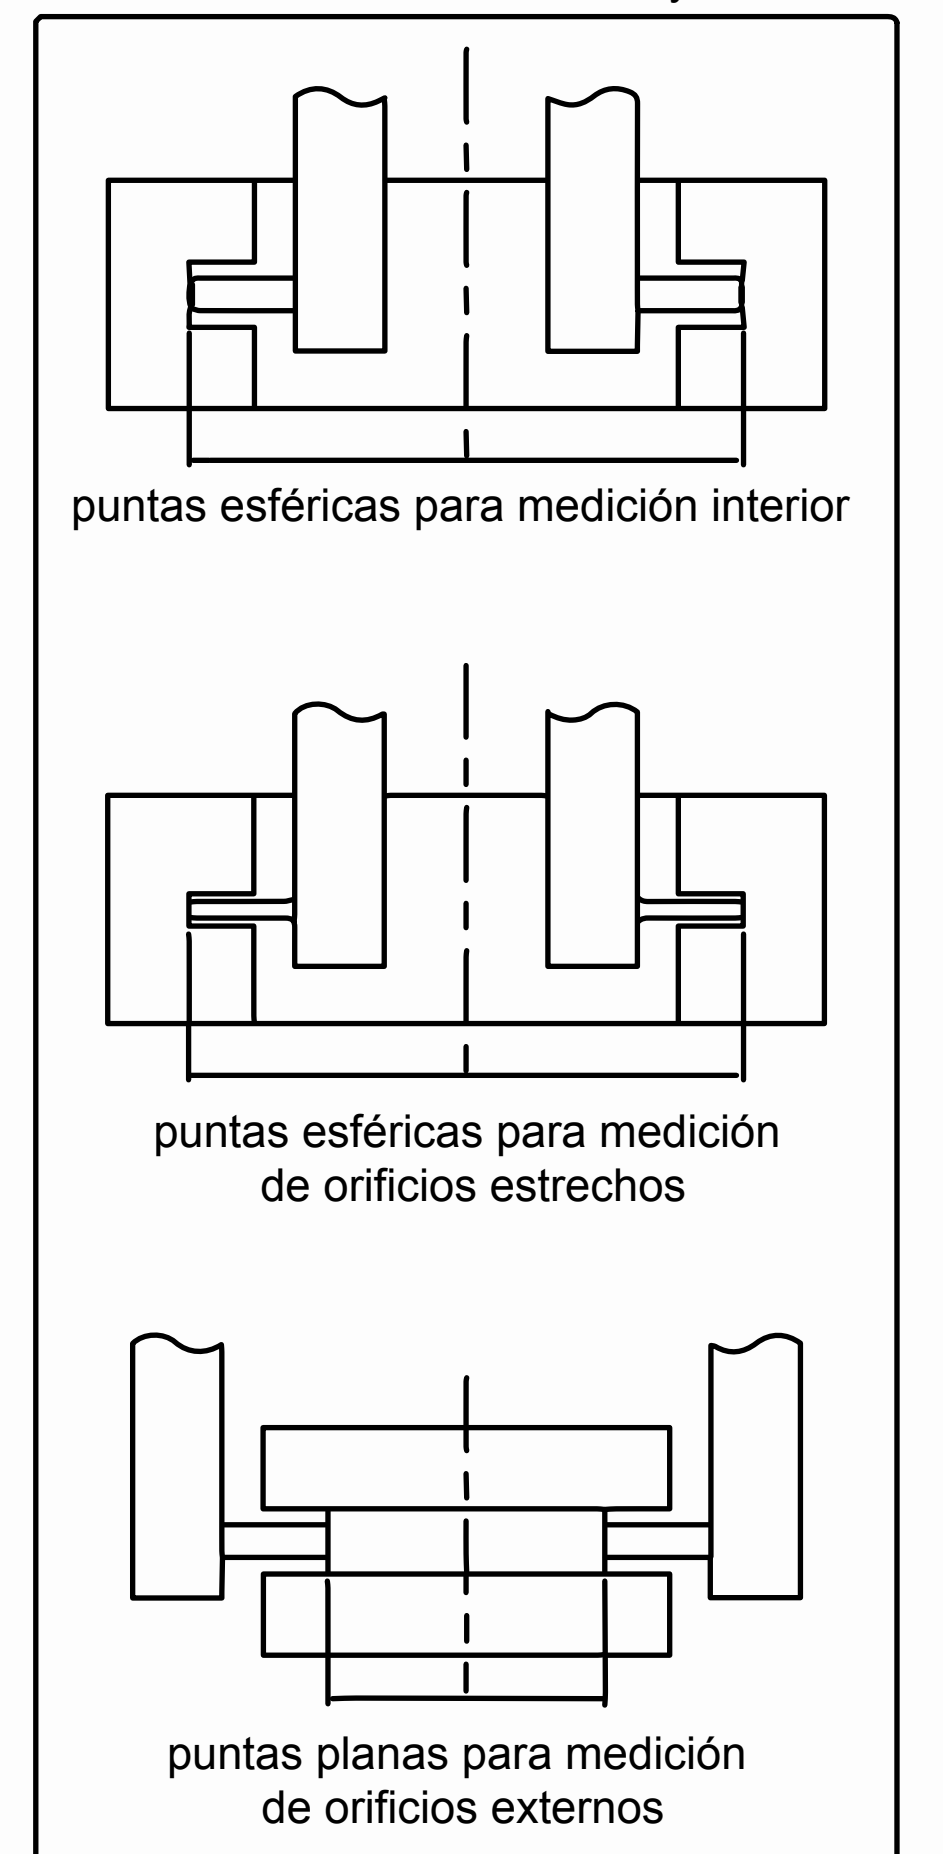 puntas esféricas para medición interior
puntas esféricas para medición
de orificios estrechos
puntas planas para medición
de orificios externos